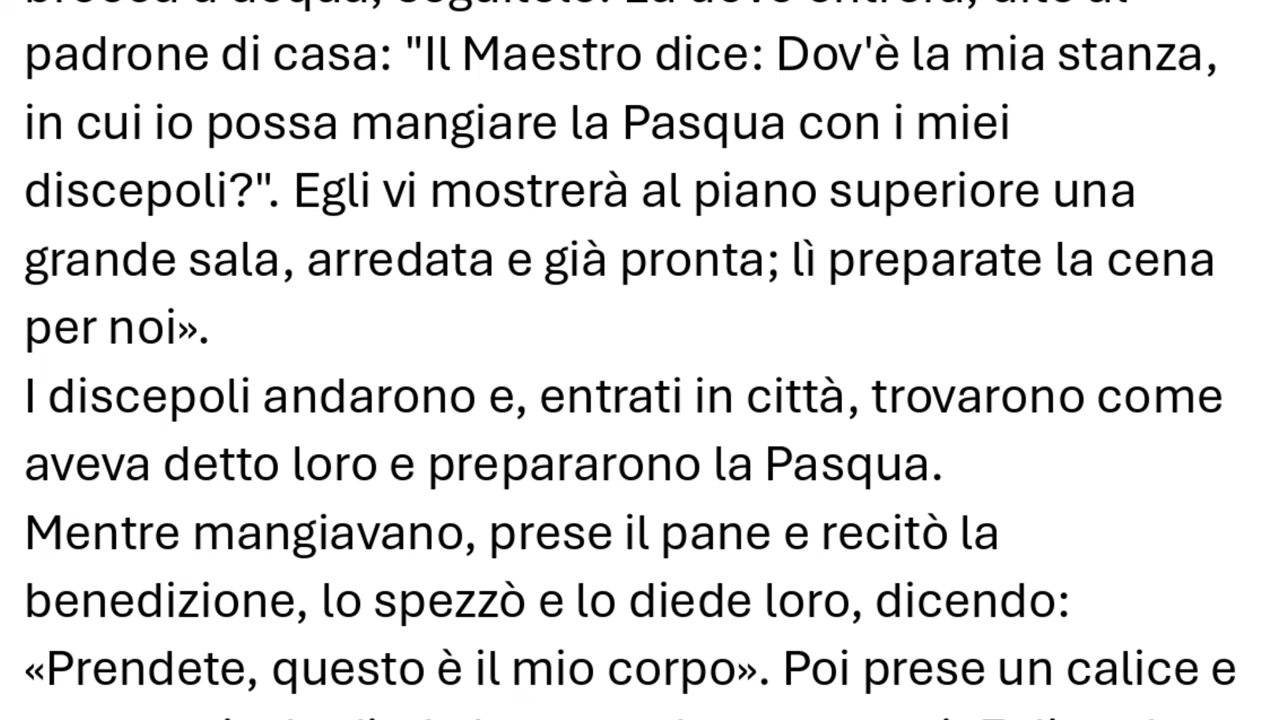 padrone di casa: "Il Maestro dice: Dov'è la mia stanza,
in cui io possa mangiare la Pasqua con i miei
discepoli?". Egli vi mostrerà al piano superiore una
grande sala, arredata e già pronta; lì preparate la cena
per noi».
I discepoli andarono e, entrati in città, trovarono come
aveva detto loro e prepararono la Pasqua.
Mentre mangiavano, prese il pane e recitò la
benedizione, lo spezzò e lo diede loro, dicendo:
«Prendete, questo è il mio corpo». Poi prese un calice e